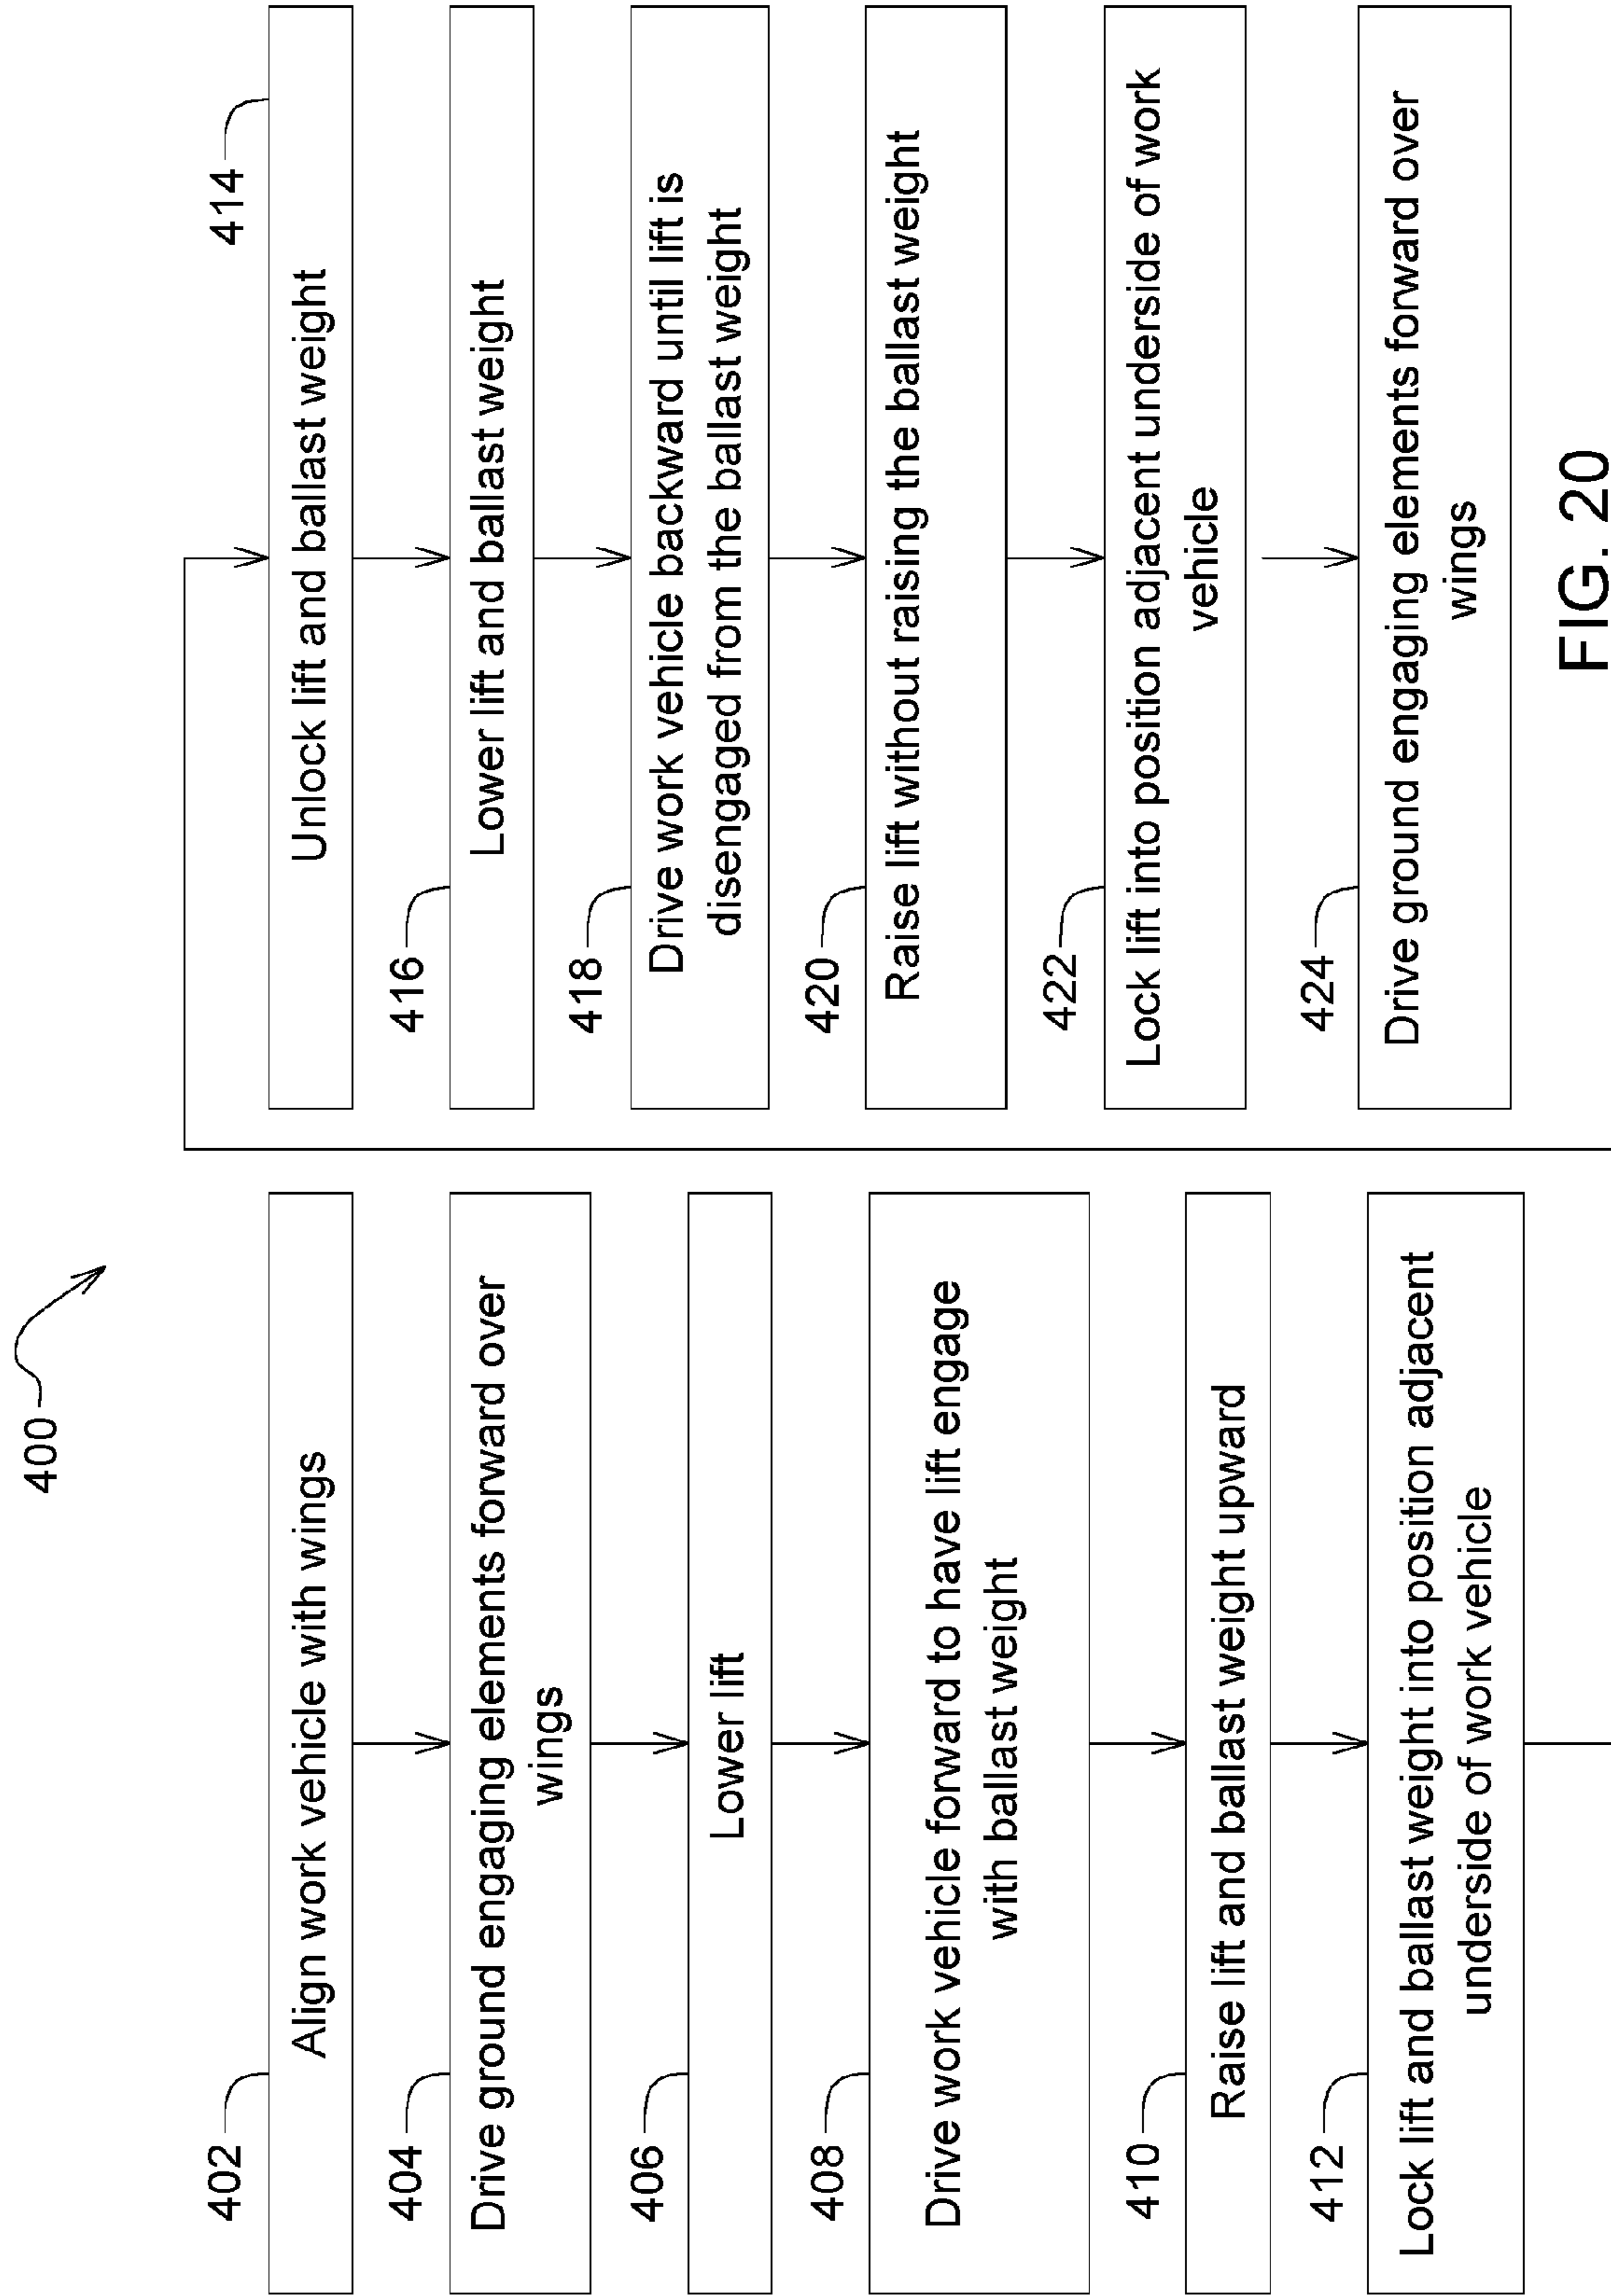 400
402
Align work vehicle with wings
404
Drive ground engaging elements forward over
wings
406
Lower lift
408
Drive work vehicle forward to have lift engage
with ballast weight
410
Raise lift and ballast weight upward
412
Lock lift and ballast weight into position adjacent
underside of work vehicle
414
Unlock lift and ballast weight
416
Lower lift and ballast weight
418
Drive work vehicle backward until lift is
disengaged from the ballast weight
420
Raise lift without raising the ballast weight
422
Lock lift into position adjacent underside of work
vehicle
424
Drive ground engaging elements forward over
wings
FIG. 20